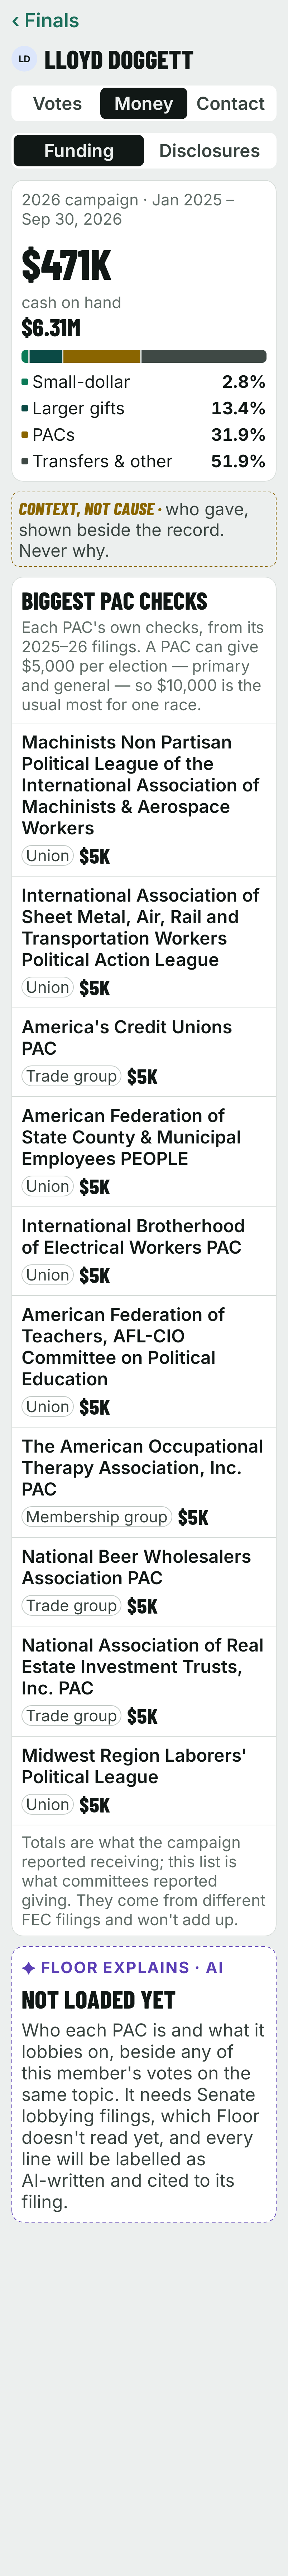 ‹ Finals
LD LLOYD DOGGETT
Votes Money Contact
Funding Disclosures
2026 campaign · Jan 2025 –
Sep 30, 2026
$471K
cash on hand
$6.31M
Small-dollar 2.8%
Larger gifts 13.4%
PACs 31.9%
Transfers & other 51.9%
CONTEXT, NOT CAUSE · who gave,
shown beside the record.
Never why.
BIGGEST PAC CHECKS
Each PAC's own checks, from its
2025–26 filings. A PAC can give
$5,000 per election — primary
and general — so $10,000 is the
usual most for one race.
Machinists Non Partisan
Political League of the
International Association of
Machinists & Aerospace
Workers
Union $5K
International Association of
Sheet Metal, Air, Rail and
Transportation Workers
Political Action League
Union $5K
America's Credit Unions
PAC
Trade group $5K
American Federation of
State County & Municipal
Employees PEOPLE
Union $5K
International Brotherhood
of Electrical Workers PAC
Union $5K
American Federation of
Teachers, AFL-CIO
Committee on Political
Education
Union $5K
The American Occupational
Therapy Association, Inc.
PAC
Membership group $5K
National Beer Wholesalers
Association PAC
Trade group $5K
National Association of Real
Estate Investment Trusts,
Inc. PAC
Trade group $5K
Midwest Region Laborers'
Political League
Union $5K
Totals are what the campaign
reported receiving; this list is
what committees reported
giving. They come from different
FEC filings and won't add up.
FLOOR EXPLAINS · AI
NOT LOADED YET
Who each PAC is and what it
lobbies on, beside any of
this member's votes on the
same topic. It needs Senate
lobbying filings, which Floor
doesn't read yet, and every
line will be labelled as
AI-written and cited to its
filing.